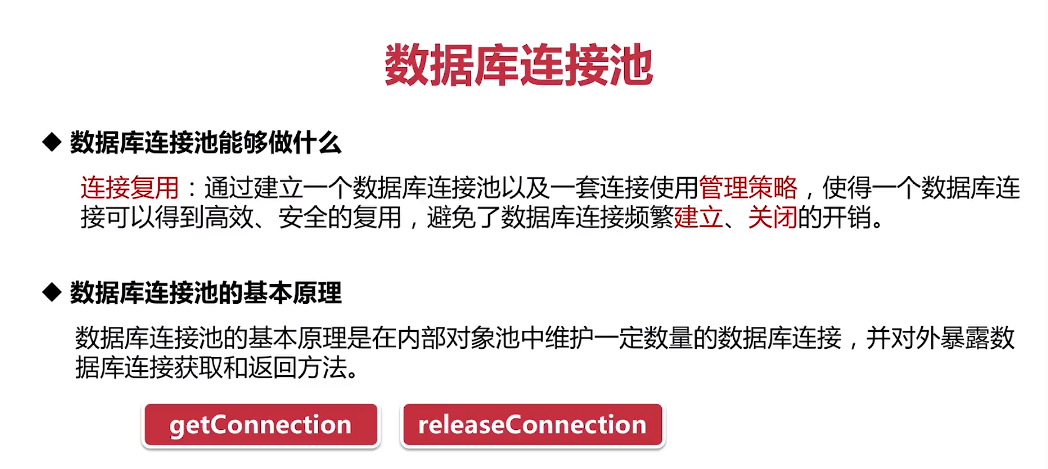 数据库连接池
◆ 数据库连接池能够做什么
连接复用：通过建立一个数据库连接池以及一套连接使用管理策略，使得一个数据库连
接可以得到高效、安全的复用，避免了数据库连接频繁建立、关闭的开销。
◆ 数据库连接池的基本原理
数据库连接池的基本原理是在内部对象池中维护一定数量的数据库连接，并对外暴露数
据库连接获取和返回方法。
getConnection
releaseConnection